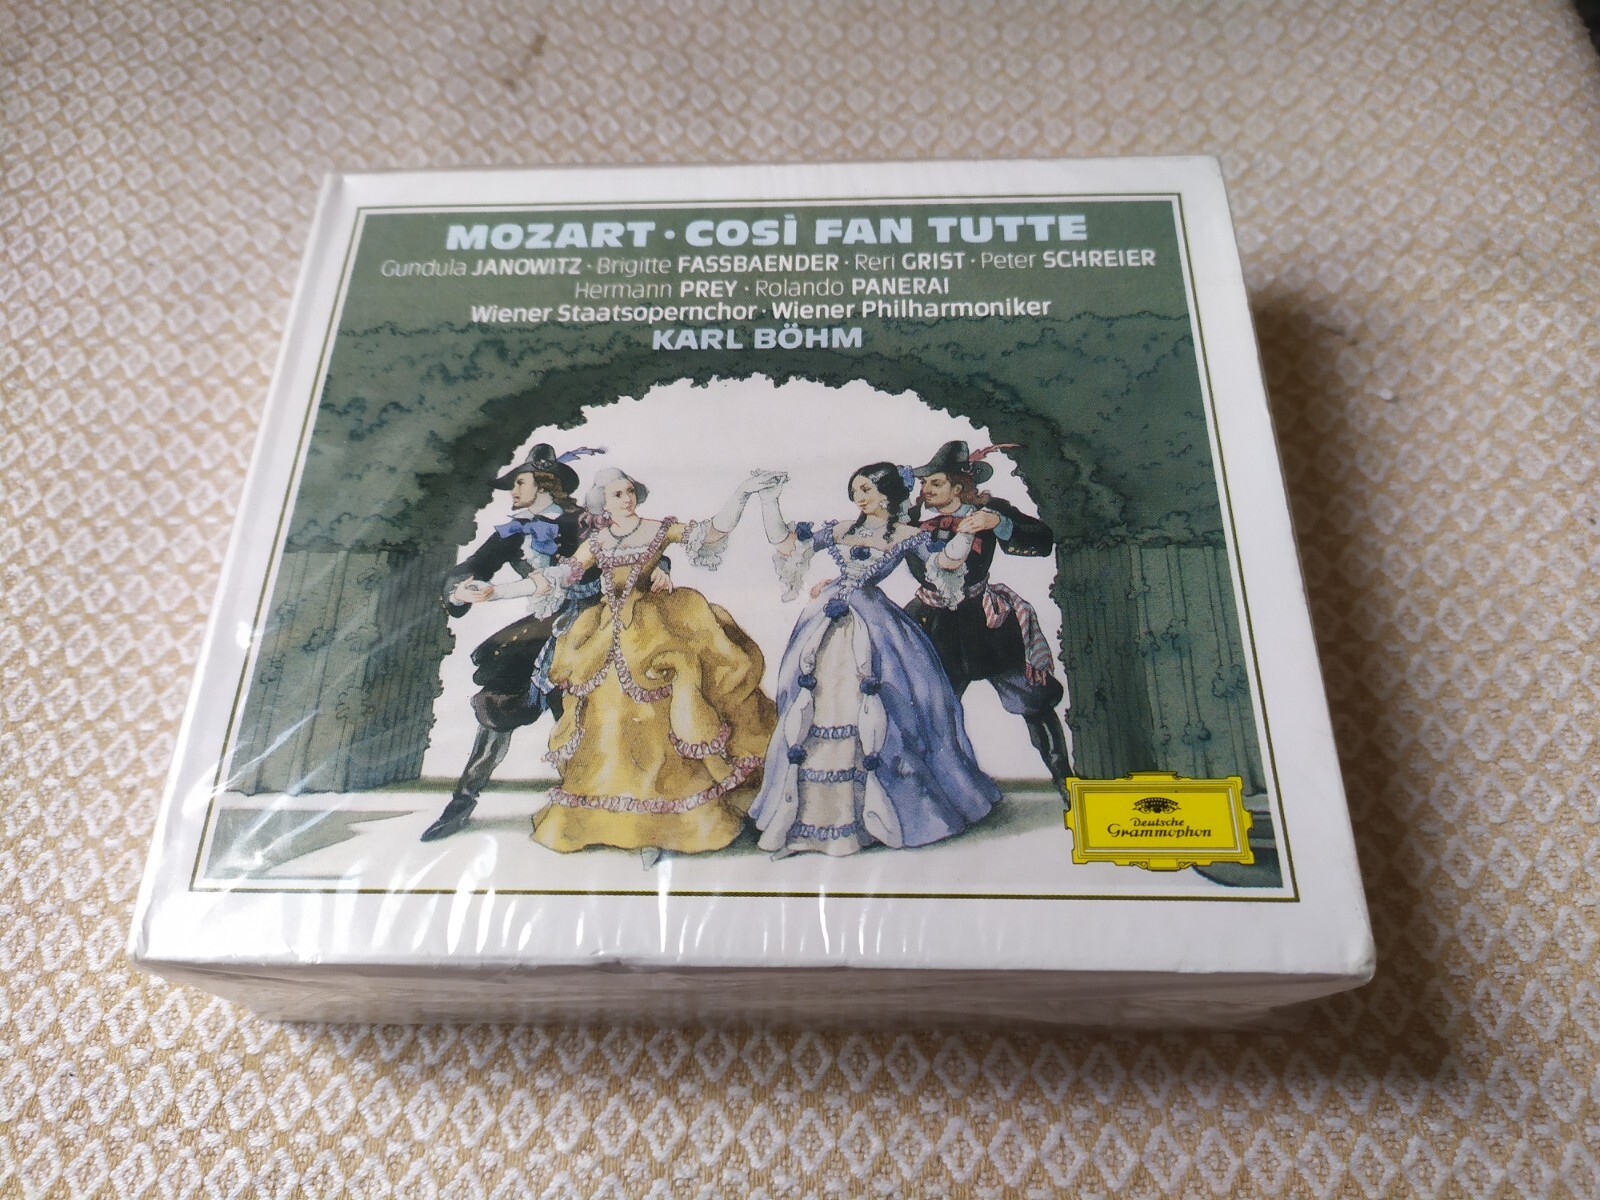 MOZART · COSÌ FAN TUTTE
Gundula JANOWITZ · Brigitte FASSBAENDER · Reri GRIST · Peter SCHREIER
Hermann PREY · Rolando PANERAI
Wiener Staatsopernchor · Wiener Philharmoniker
KARL BÖHM
Deutsche
Grammophon